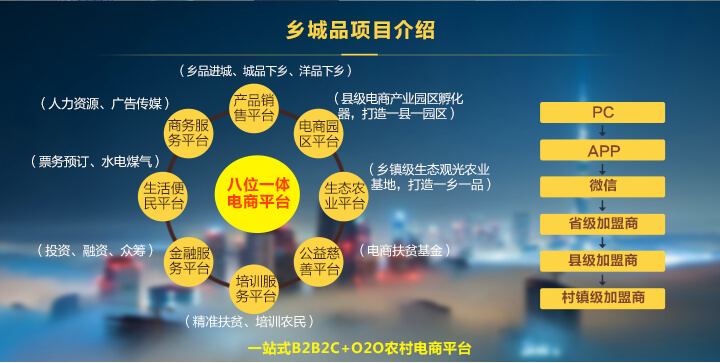 乡城品项目介绍
（乡品进城、城品下乡、洋品下乡）
产品销
售平台
（县级电商产业园区孵化
器，打造一县一园区）
电商园
区平台
（乡镇级生态观光农业
基地，打造一乡一品）
生态农
业平台
（电商扶贫基金）
公益慈
善平台
（精准扶贫、培训农民）
培训服
务平台
（投资、融资、众筹）
金融服
务平台
（票务预订、水电煤气）
生活便
民平台
（人力资源、广告传媒）
商务服
务平台
八位一体
电商平台
PC
APP
微信
省级加盟商
县级加盟商
村镇级加盟商
一站式B2B2C+O2O农村电商平台